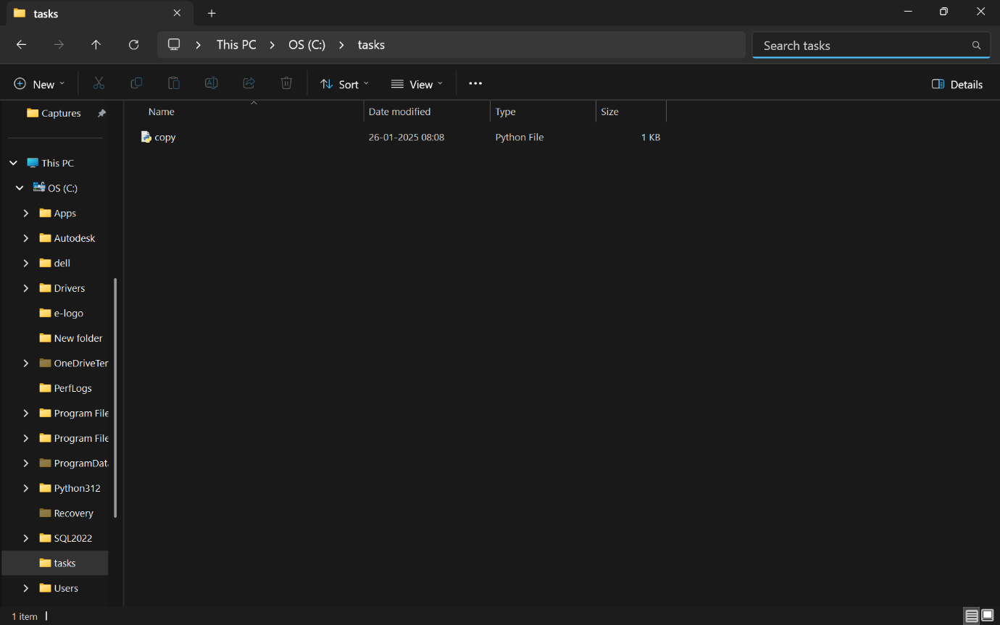 tasks
This PC > OS (C:) > tasks
Search tasks
New
Sort
View
Details
Captures
Name
Date modified
Type
Size
copy
26-01-2025 08:08
Python File
1 KB
This PC
OS (C:)
Apps
Autodesk
dell
Drivers
e-logo
New folder
OneDriveTer
PerfLogs
Program File
Program File
ProgramData
Python312
Recovery
SQL2022
tasks
Users
1 item